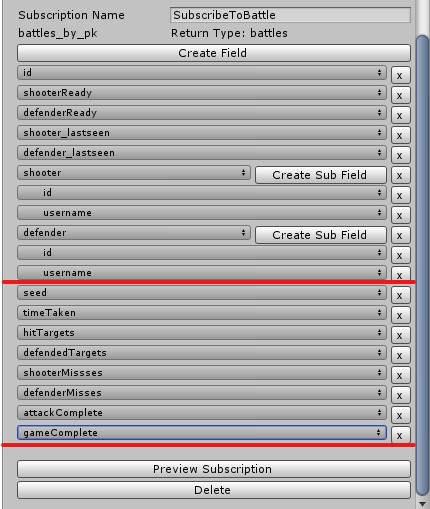 Subscription Name SubscribeToBattle
battles_by_pk Return Type: battles
Create Field
id x
shooterReady x
defenderReady x
shooter_lastseen x
defender_lastseen x
shooter Create Sub Field x
id x
username x
defender Create Sub Field x
id x
username x
seed x
timeTaken x
hitTargets x
defendedTargets x
shooterMissses x
defenderMisses x
attackComplete x
gameComplete x
Preview Subscription
Delete